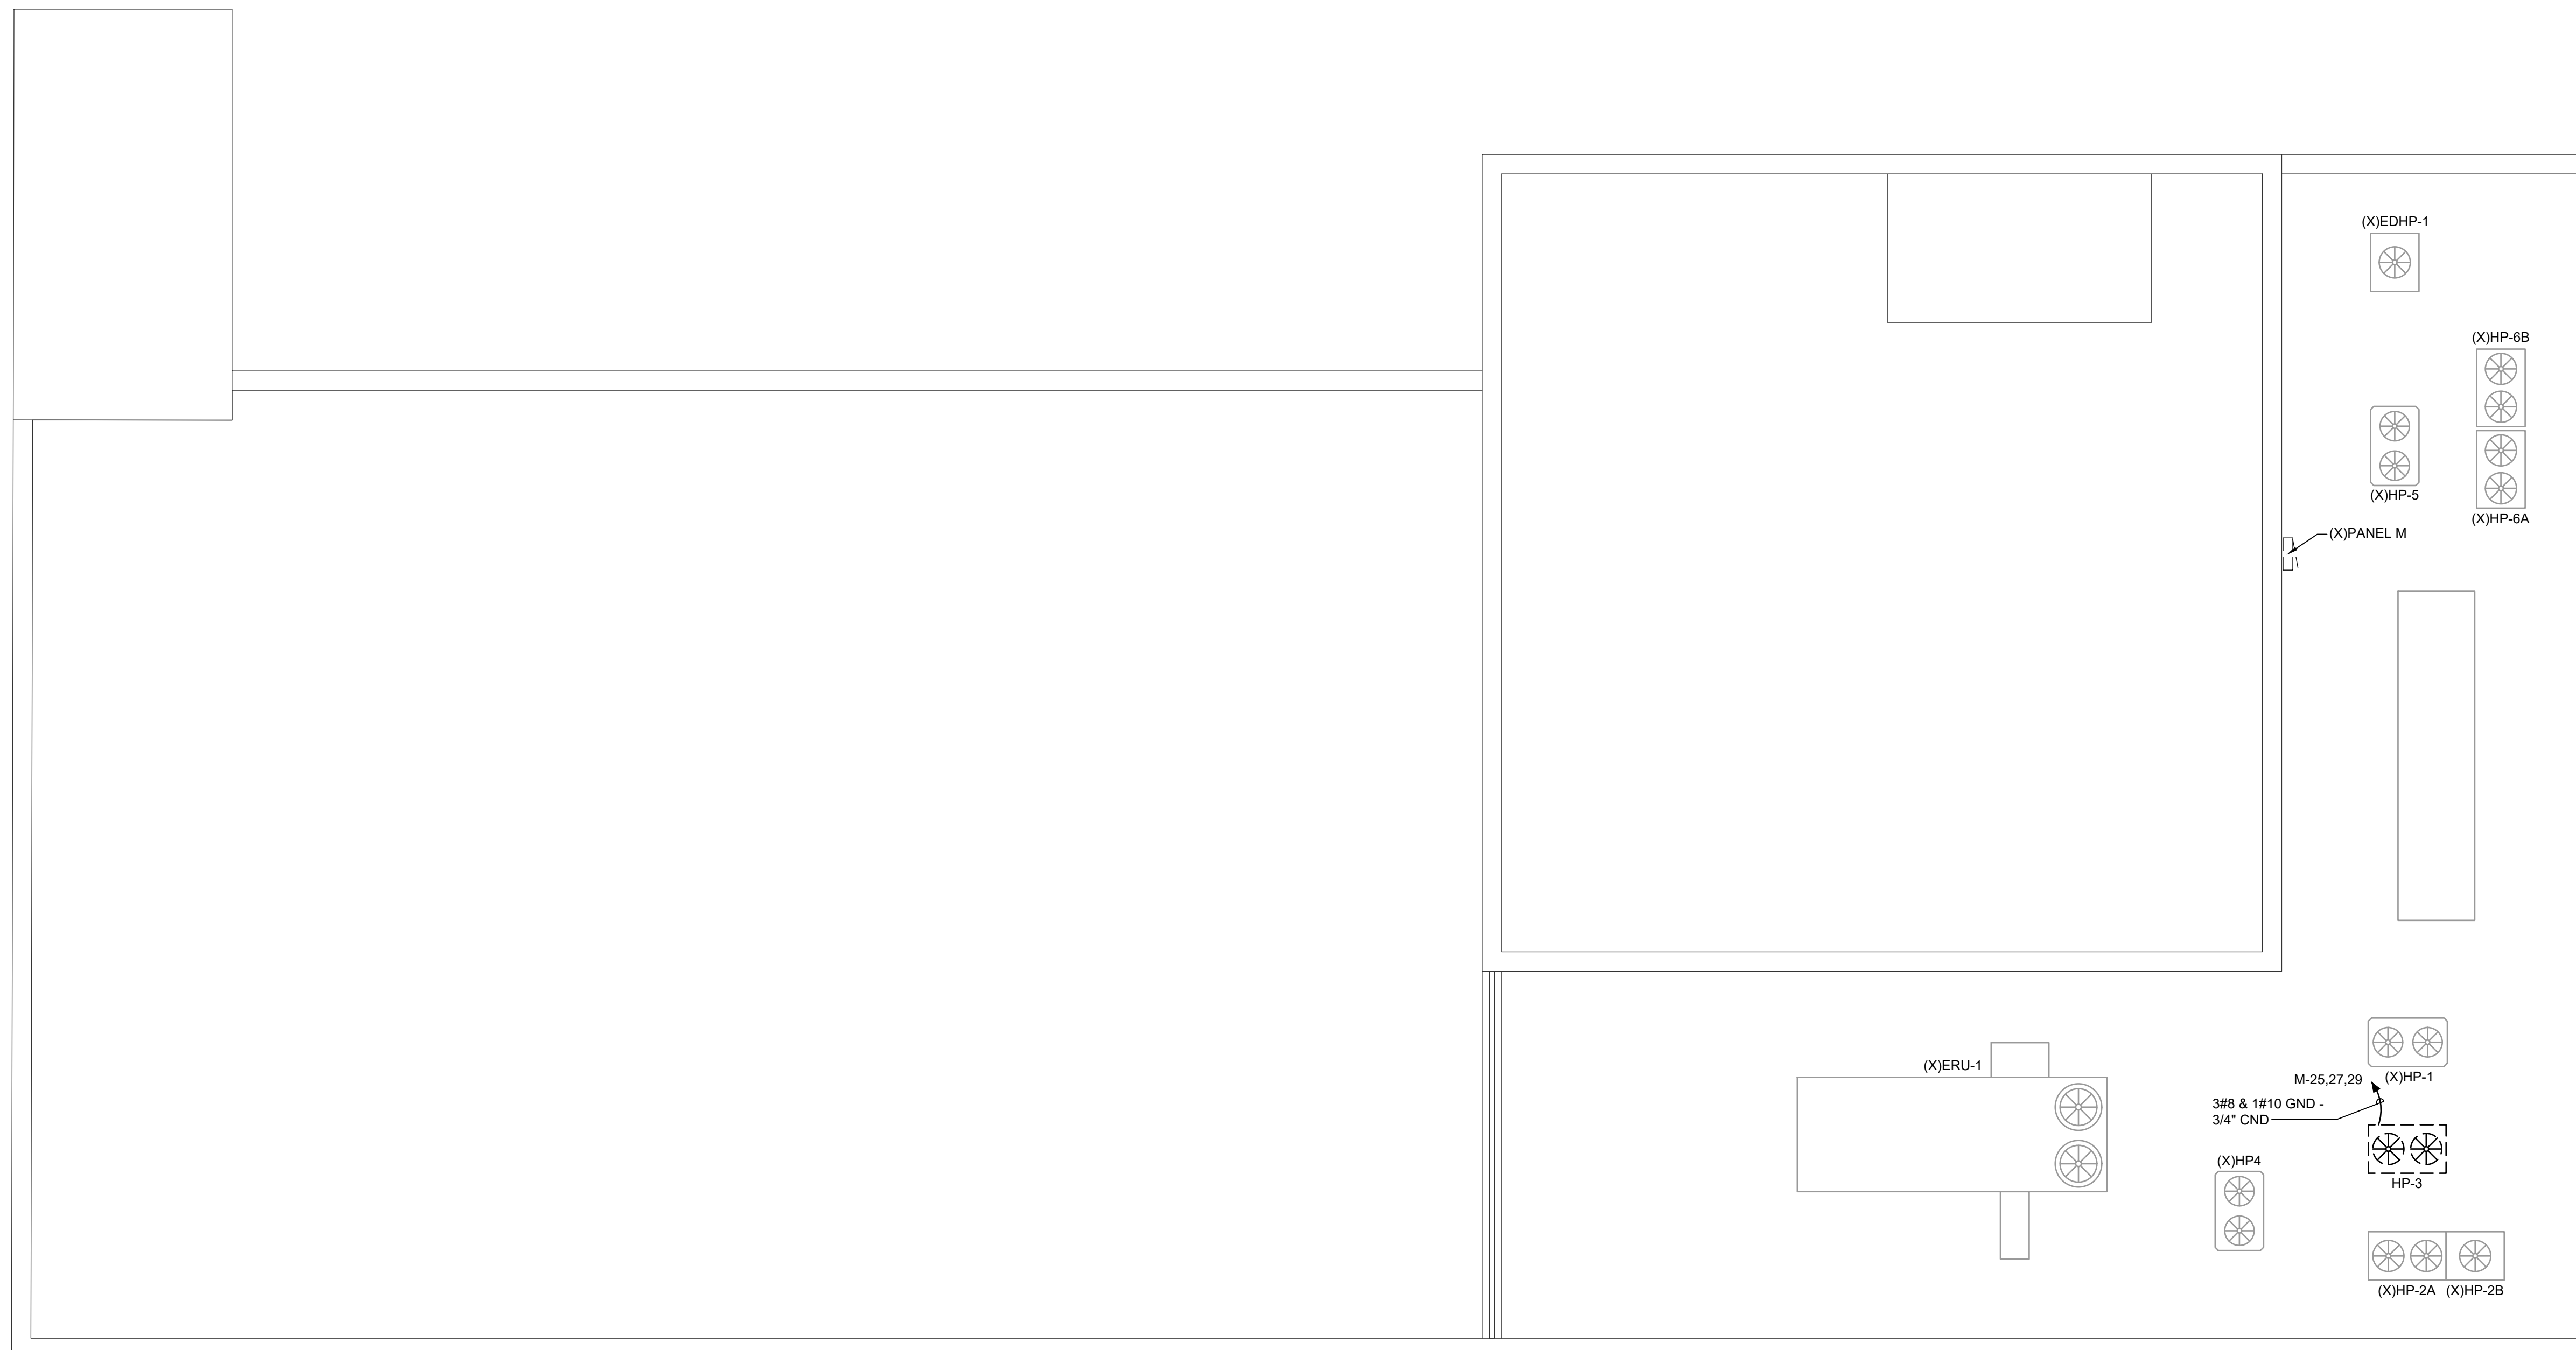 (X)EDHP-1
(X)HP-6B
(X)HP-5
(X)HP-6A
(X)PANEL M
(X)ERU-1
M-25,27,29
(X)HP-1
3#8 & 1#10 GND -
3/4" CND
(X)HP4
HP-3
(X)HP-2A
(X)HP-2B